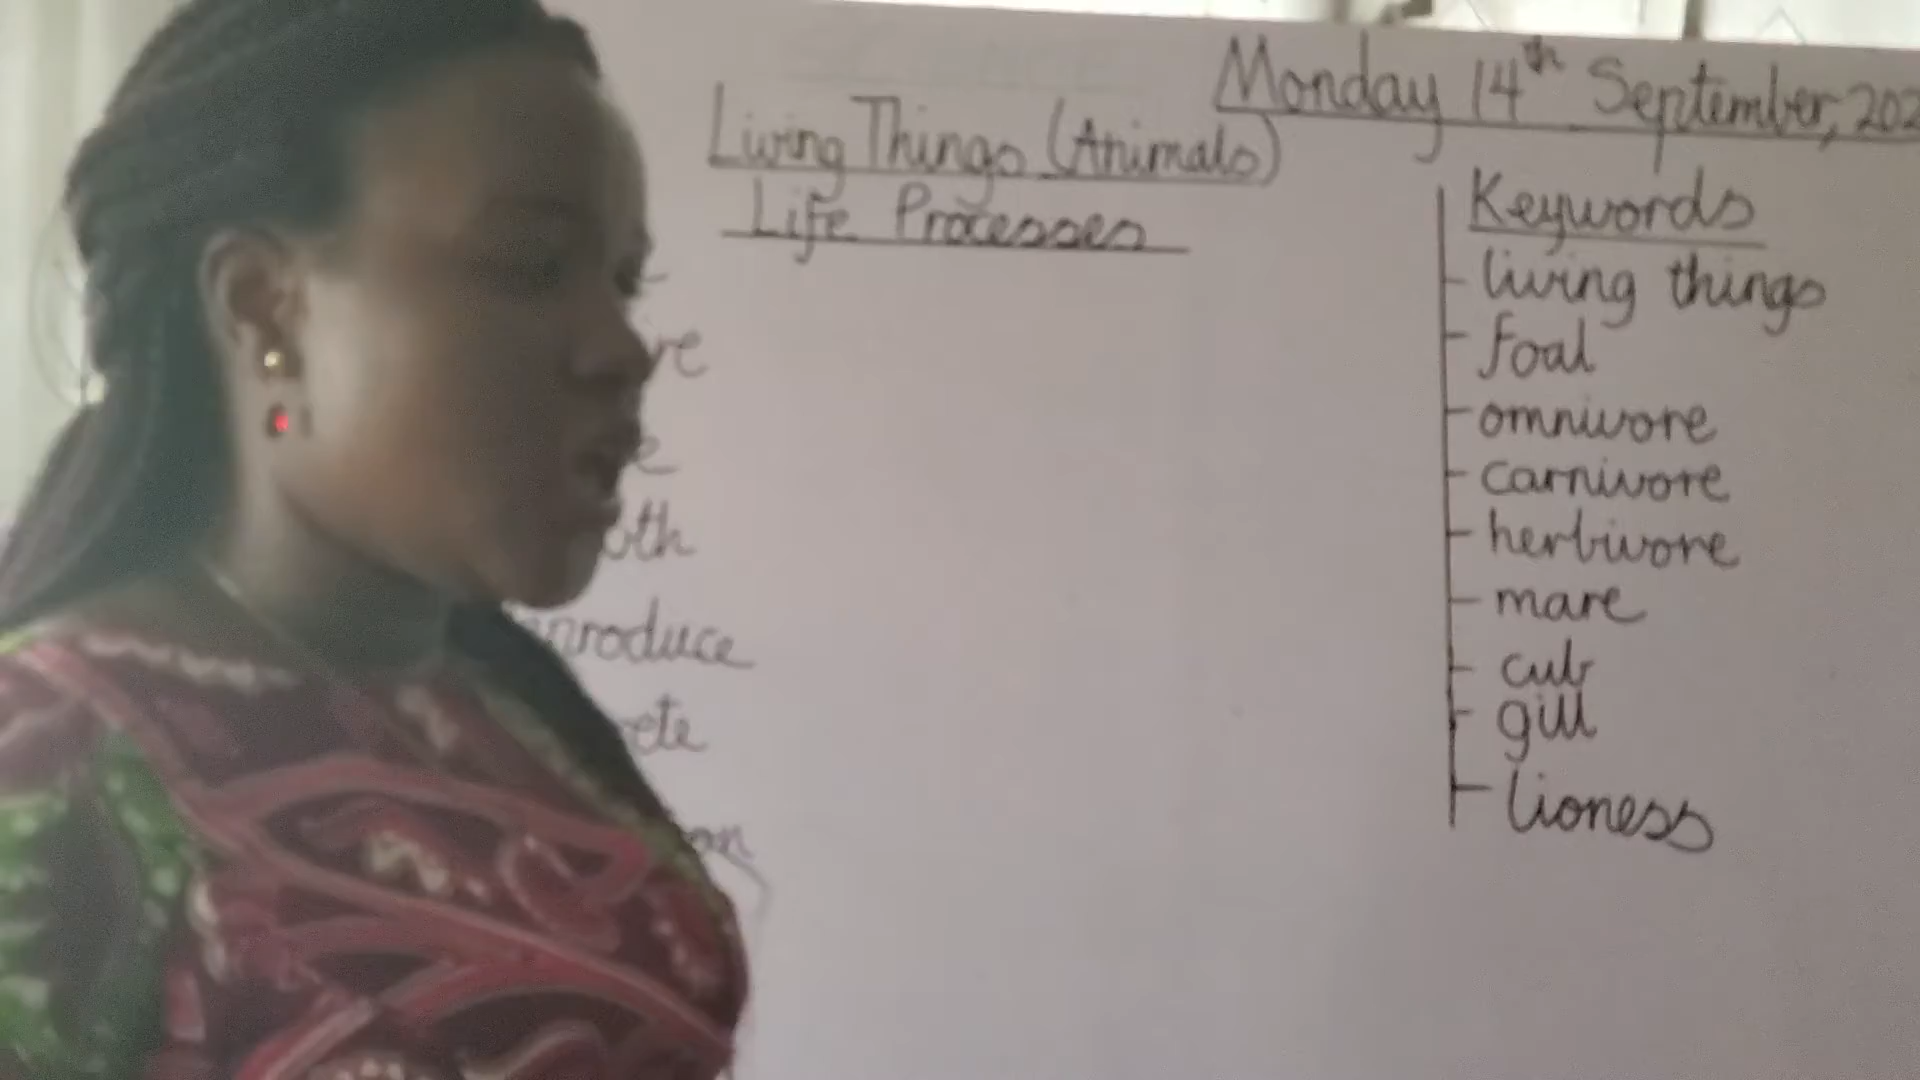 Monday 14th September, 202
Living Things (Animals)
Life Processes
produce
Keywords
- living things
- foal
- omnivore
- carnivore
- herbivore
- mare
- cub
- gill
- lioness